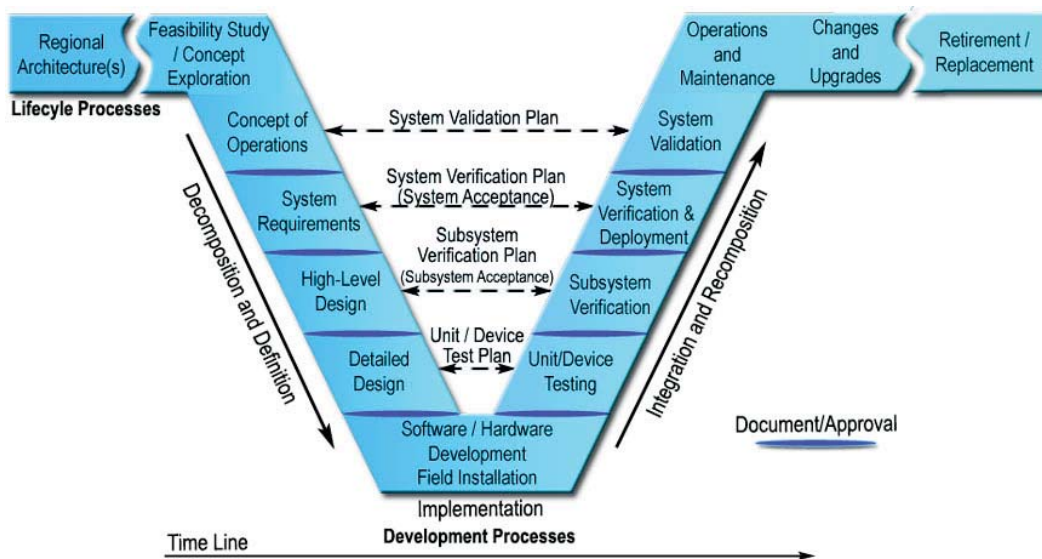 Regional
Architecture(s)
Feasibility Study
/ Concept
Exploration
Operations
and
Maintenance
Changes
and
Upgrades
Retirement /
Replacement
Lifecyle Processes
Concept of
Operations
System Validation Plan
System
Validation
Decomposition and Definition
System
Requirements
System Verification Plan
(System Acceptance)
System
Verification &
Deployment
High-Level
Design
Subsystem
Verification Plan
(Subsystem Acceptance)
Subsystem
Verification
Integration and Recomposition
Detailed
Design
Unit / Device
Test Plan
Unit/Device
Testing
Software / Hardware
Development
Field Installation
Document/Approval
Implementation
Development Processes
Time Line